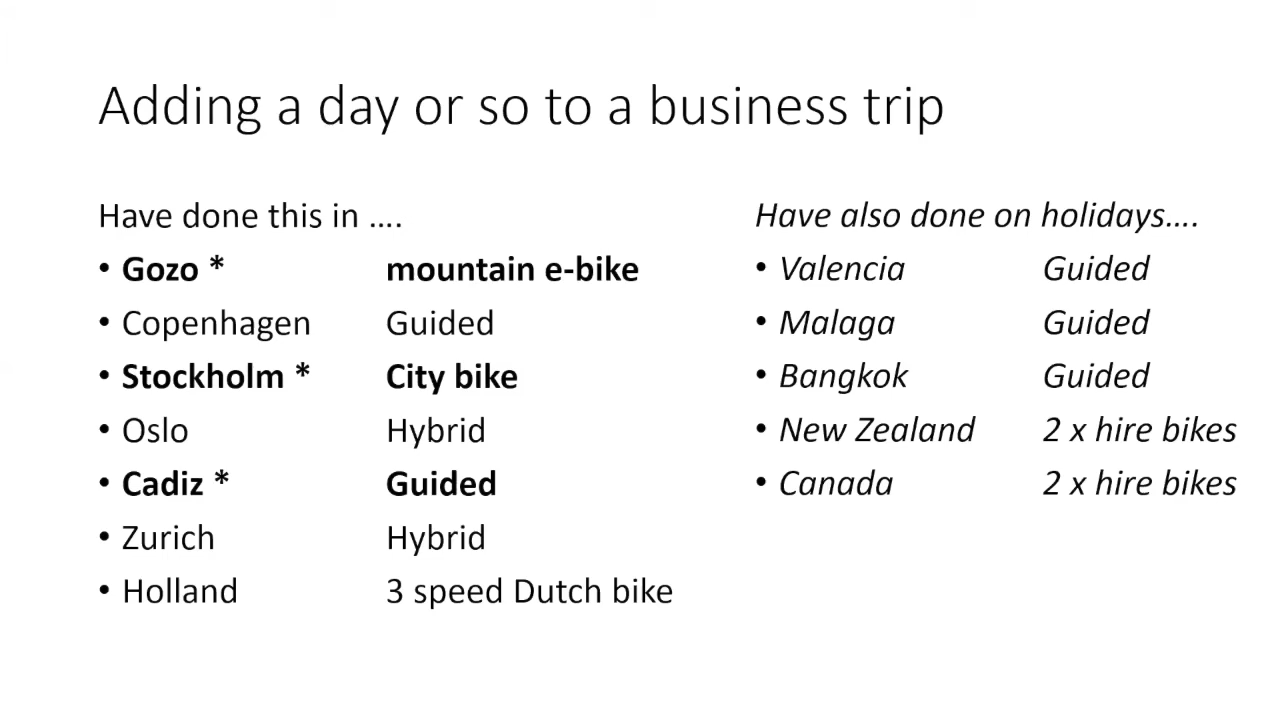 Adding a day or so to a business trip
Have done this in ....
• Gozo * mountain e-bike
• Copenhagen Guided
• Stockholm * City bike
• Oslo Hybrid
• Cadiz * Guided
• Zurich Hybrid
• Holland 3 speed Dutch bike
Have also done on holidays....
• Valencia Guided
• Malaga Guided
• Bangkok Guided
• New Zealand 2 x hire bikes
• Canada 2 x hire bikes